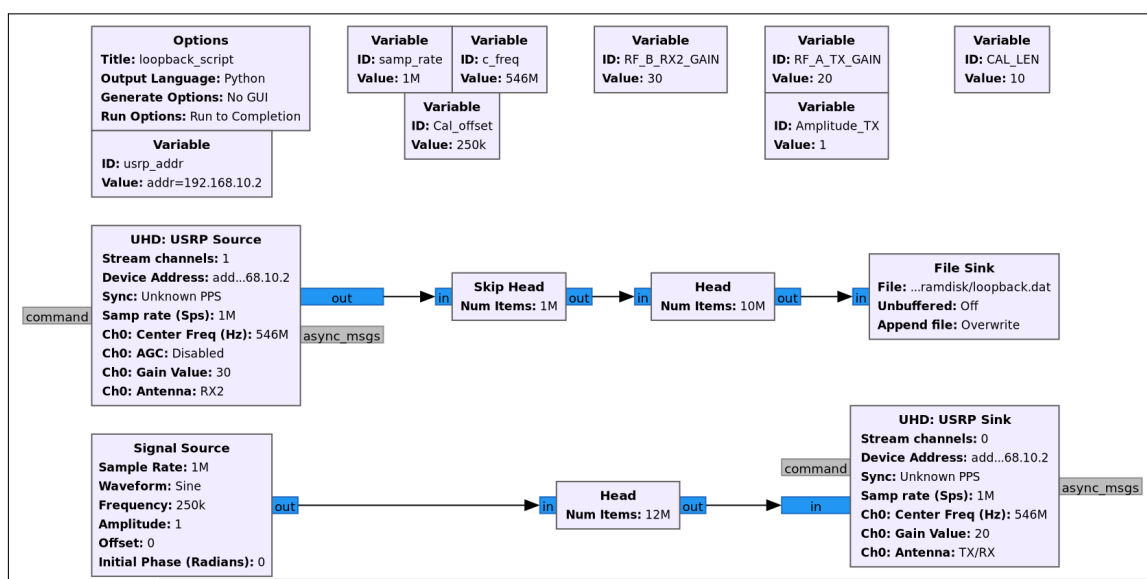 Options
Title: loopback_script
Output Language: Python
Generate Options: No GUI
Run Options: Run to Completion
Variable
ID: usrp_addr
Value: addr=192.168.10.2
Variable
ID: samp_rate
Value: 1M
Variable
ID: c_freq
Value: 546M
Variable
ID: Cal_offset
Value: 250k
Variable
ID: RF_B_RX2_GAIN
Value: 30
Variable
ID: RF_A_TX_GAIN
Value: 20
Variable
ID: Amplitude_TX
Value: 1
Variable
ID: CAL_LEN
Value: 10
UHD: USRP Source
Stream channels: 1
Device Address: add...68.10.2
Sync: Unknown PPS
Samp rate (Sps): 1M
Ch0: Center Freq (Hz): 546M
Ch0: AGC: Disabled
Ch0: Gain Value: 30
Ch0: Antenna: RX2
command
out
async_msgs
in
Skip Head
Num Items: 1M
out
in
Head
Num Items: 10M
out
in
File Sink
File: ...ramdisk/loopback.dat
Unbuffered: Off
Append file: Overwrite
Signal Source
Sample Rate: 1M
Waveform: Sine
Frequency: 250k
Amplitude: 1
Offset: 0
Initial Phase (Radians): 0
out
in
Head
Num Items: 12M
out
command
in
UHD: USRP Sink
Stream channels: 0
Device Address: add...68.10.2
Sync: Unknown PPS
Samp rate (Sps): 1M
Ch0: Center Freq (Hz): 546M
Ch0: Gain Value: 20
Ch0: Antenna: TX/RX
async_msgs